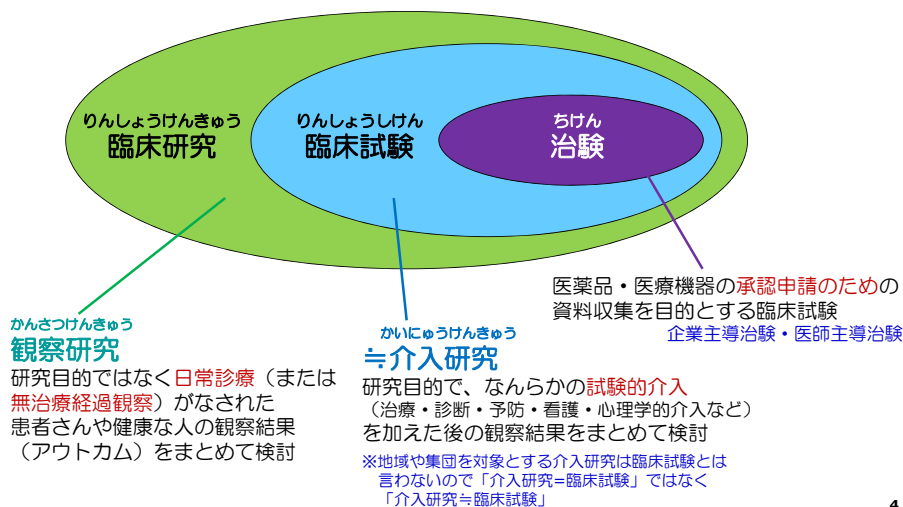 りんしょうけんきゅう
臨床研究
りんしょうしけん
臨床試験
ちけん
治験
医薬品・医療機器の承認申請のための
資料収集を目的とする臨床試験
企業主導治験・医師主導治験
かんさつけんきゅう
観察研究
研究目的ではなく日常診療（または
無治療経過観察）がなされた
患者さんや健康な人の観察結果
（アウトカム）をまとめて検討
かいにゅうけんきゅう
≒介入研究
研究目的で、なんらかの試験的介入
（治療・診断・予防・看護・心理学的介入など）
を加えた後の観察結果をまとめて検討
※地域や集団を対象とする介入研究は臨床試験とは
言わないので「介入研究=臨床試験」ではなく
「介入研究≒臨床試験」
4